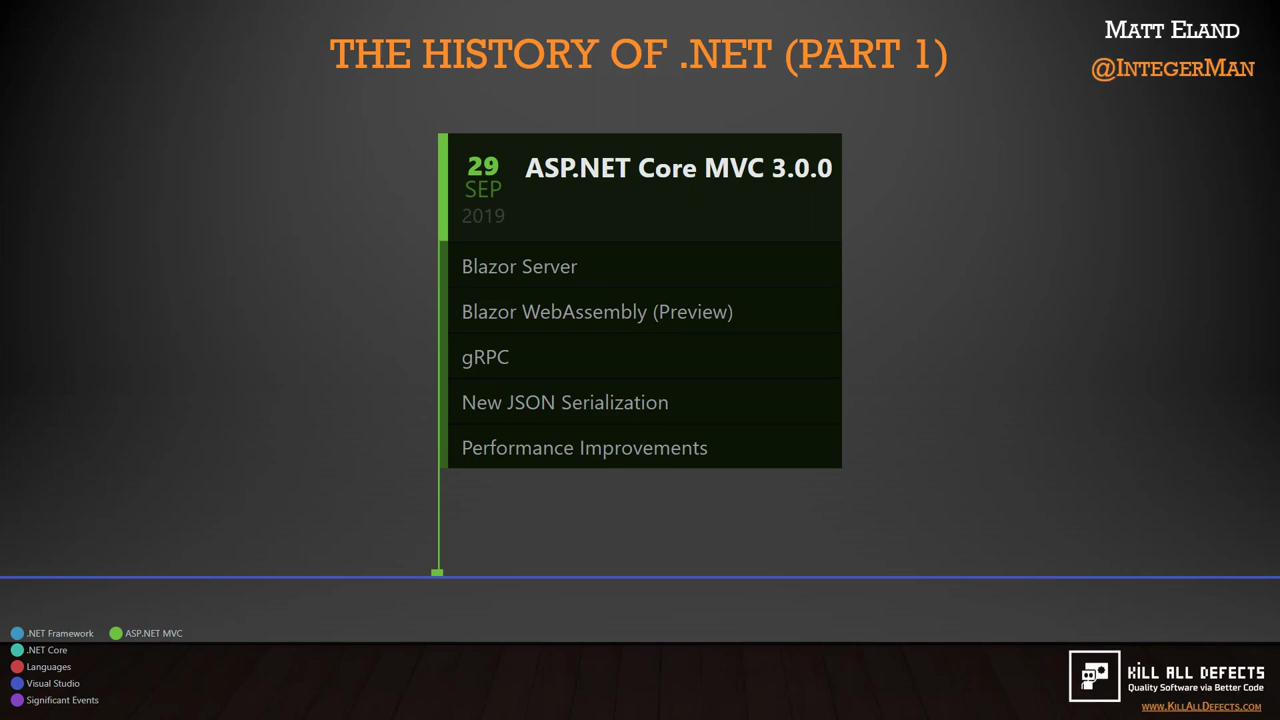 MATT ELAND
@INTEGERMAN
THE HISTORY OF .NET (PART 1)
29
SEP
2019
ASP.NET Core MVC 3.0.0
Blazor Server
Blazor WebAssembly (Preview)
gRPC
New JSON Serialization
Performance Improvements
.NET Framework
ASP.NET MVC
.NET Core
Languages
Visual Studio
Significant Events
KILL ALL DEFECTS
Quality Software via Better Code
WWW.KILLALLDEFECTS.COM